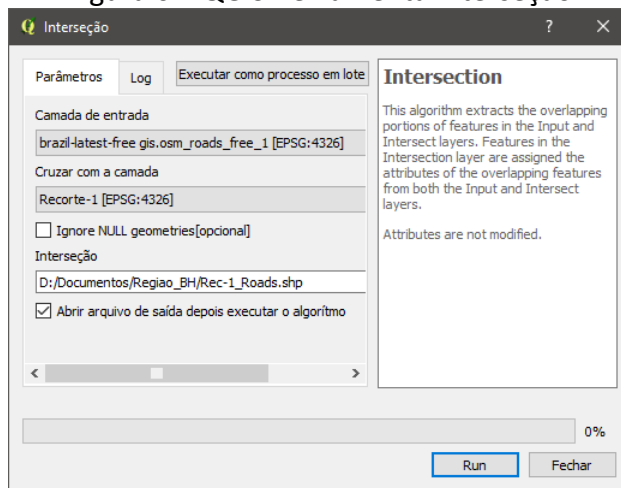 Interseção
?
Parâmetros
Log
Executar como processo em lote
Camada de entrada
brazil-latest-free gis.osm_roads_free_1 [EPSG:4326]
Cruzar com a camada
Recorte-1 [EPSG:4326]
Ignore NULL geometries[opcional]
Interseção
D:/Documentos/Regiao_BH/Rec-1_Roads.shp
Abrir arquivo de saída depois executar o algorítmo
Intersection
This algorithm extracts the overlapping
portions of features in the Input and
Intersect layers. Features in the
Intersection layer are assigned the
attributes of the overlapping features
from both the Input and Intersect
layers.
Attributes are not modified.
0%
Run
Fechar